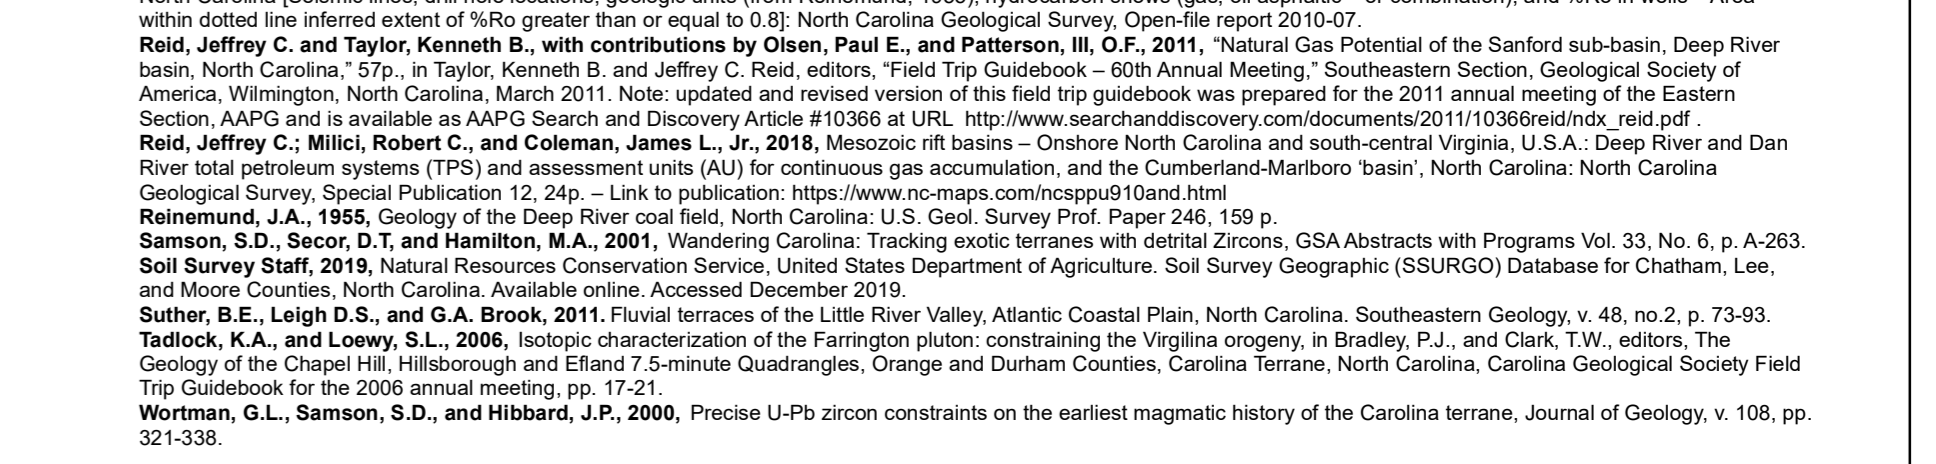 within dotted line inferred extent of %Ro greater than or equal to 0.8]: North Carolina Geological Survey, Open-file report 2010-07.
Reid, Jeffrey C. and Taylor, Kenneth B., with contributions by Olsen, Paul E., and Patterson, III, O.F., 2011, “Natural Gas Potential of the Sanford sub-basin, Deep River
basin, North Carolina,” 57p., in Taylor, Kenneth B. and Jeffrey C. Reid, editors, “Field Trip Guidebook – 60th Annual Meeting,” Southeastern Section, Geological Society of
America, Wilmington, North Carolina, March 2011. Note: updated and revised version of this field trip guidebook was prepared for the 2011 annual meeting of the Eastern
Section, AAPG and is available as AAPG Search and Discovery Article #10366 at URL http://www.searchanddiscovery.com/documents/2011/10366reid/ndx_reid.pdf .
Reid, Jeffrey C.; Milici, Robert C., and Coleman, James L., Jr., 2018, Mesozoic rift basins – Onshore North Carolina and south-central Virginia, U.S.A.: Deep River and Dan
River total petroleum systems (TPS) and assessment units (AU) for continuous gas accumulation, and the Cumberland-Marlboro ‘basin’, North Carolina: North Carolina
Geological Survey, Special Publication 12, 24p. – Link to publication: https://www.nc-maps.com/ncsppu910and.html
Reinemund, J.A., 1955, Geology of the Deep River coal field, North Carolina: U.S. Geol. Survey Prof. Paper 246, 159 p.
Samson, S.D., Secor, D.T, and Hamilton, M.A., 2001, Wandering Carolina: Tracking exotic terranes with detrital Zircons, GSA Abstracts with Programs Vol. 33, No. 6, p. A-263.
Soil Survey Staff, 2019, Natural Resources Conservation Service, United States Department of Agriculture. Soil Survey Geographic (SSURGO) Database for Chatham, Lee,
and Moore Counties, North Carolina. Available online. Accessed December 2019.
Suther, B.E., Leigh D.S., and G.A. Brook, 2011. Fluvial terraces of the Little River Valley, Atlantic Coastal Plain, North Carolina. Southeastern Geology, v. 48, no.2, p. 73-93.
Tadlock, K.A., and Loewy, S.L., 2006, Isotopic characterization of the Farrington pluton: constraining the Virgilina orogeny, in Bradley, P.J., and Clark, T.W., editors, The
Geology of the Chapel Hill, Hillsborough and Efland 7.5-minute Quadrangles, Orange and Durham Counties, Carolina Terrane, North Carolina, Carolina Geological Society Field
Trip Guidebook for the 2006 annual meeting, pp. 17-21.
Wortman, G.L., Samson, S.D., and Hibbard, J.P., 2000, Precise U-Pb zircon constraints on the earliest magmatic history of the Carolina terrane, Journal of Geology, v. 108, pp.
321-338.